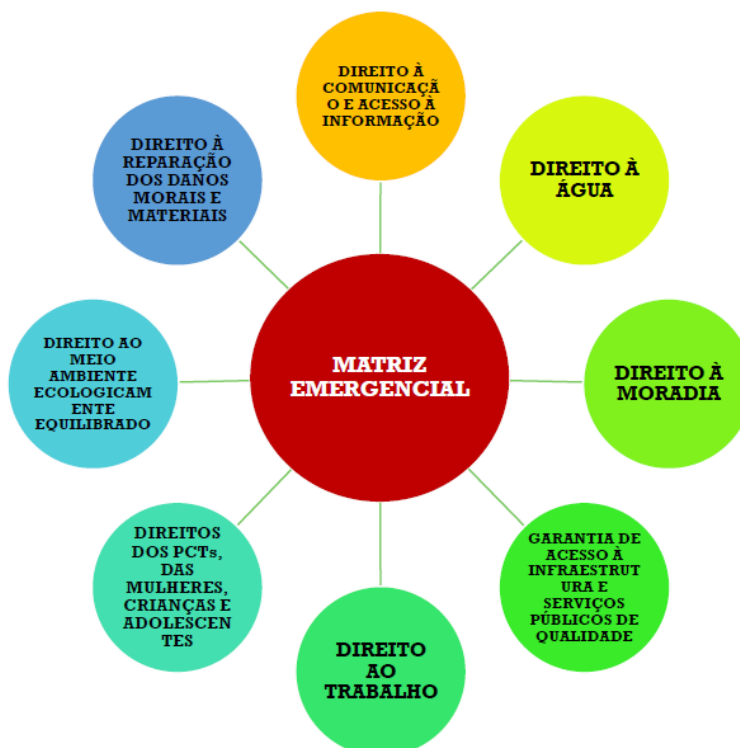 MATRIZ
EMERGENCIAL
DIREITO À
COMUNICAÇÃ
O E ACESSO À
INFORMAÇÃO
DIREITO À
ÁGUA
DIREITO À
MORADIA
GARANTIA DE
ACESSO À
INFRAESTRUT
URA E
SERVIÇOS
PÚBLICOS DE
QUALIDADE
DIREITO
AO
TRABALHO
DIREITOS DOS PCTs,
DAS
MULHERES,
CRIANÇAS E
ADOLESCEN
TES
DIREITO AO
MEIO
AMBIENTE
ECOLOGICAM
ENTE
EQUILIBRADO
DIREITO À
REPARAÇÃO
DOS DANOS
MORAIS E
MATERIAIS